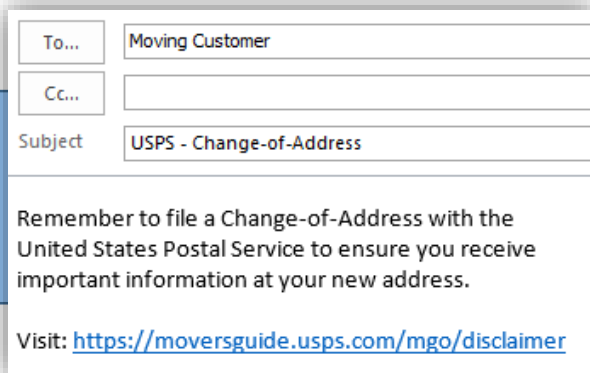 To... Moving Customer
Cc...
Subject USPS - Change-of-Address
Remember to file a Change-of-Address with the
United States Postal Service to ensure you receive
important information at your new address.
Visit: https://moversguide.usps.com/mgo/disclaimer